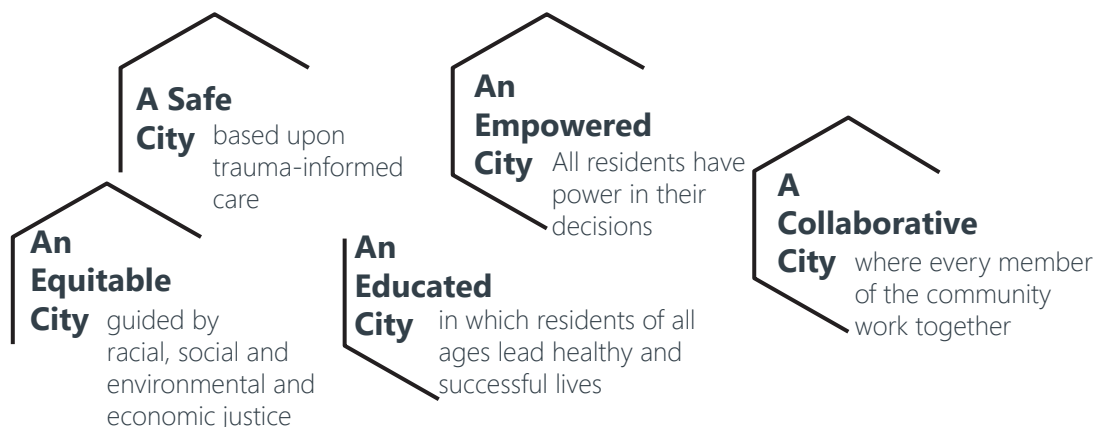 A Safe
City based upon
trauma-informed
care
An
Empowered
City All residents have
power in their
decisions
A
Collaborative
City where every member
of the community
work together
An
Equitable
City guided by
racial, social and
environmental and
economic justice
An
Educated
City in which residents of all
ages lead healthy and
successful lives